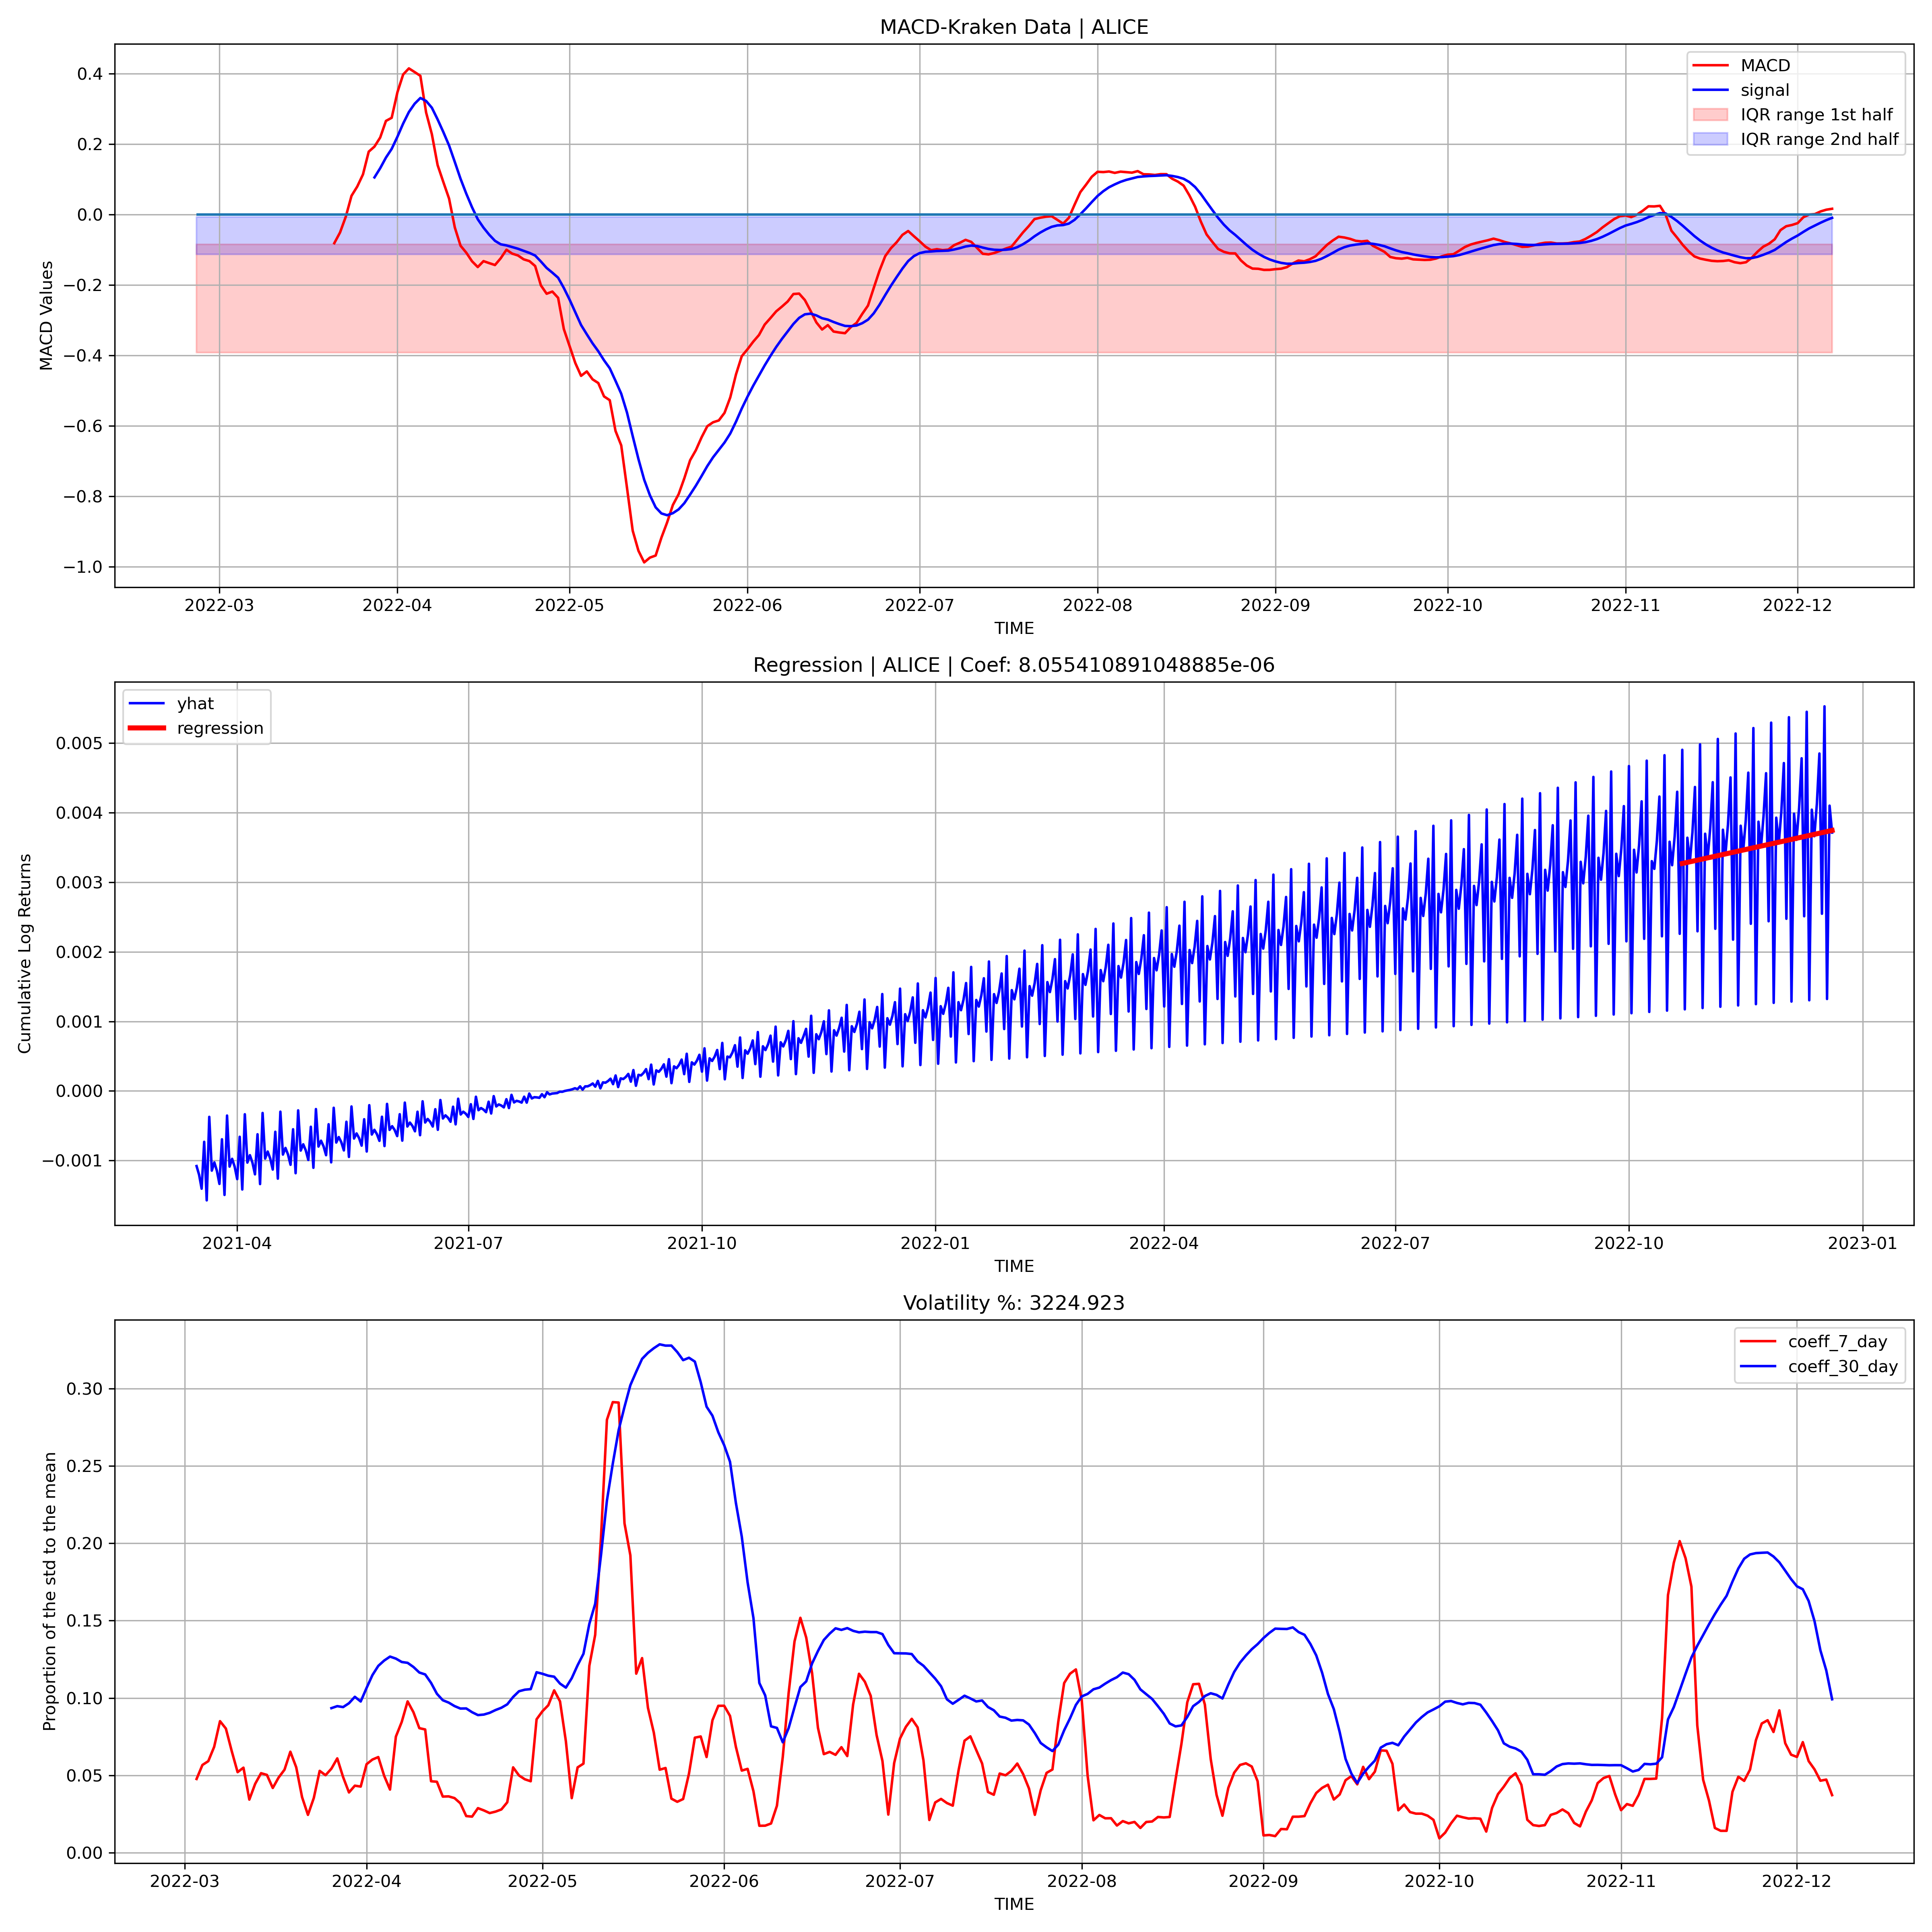 MACD-Kraken Data | ALICE
MACD
signal
IQR range 1st half
IQR range 2nd half
0.4
0.2
0.0
−0.2
−0.4
−0.6
−0.8
−1.0
MACD Values
2022-03 2022-04 2022-05 2022-06 2022-07 2022-08 2022-09 2022-10 2022-11 2022-12
TIME
Regression | ALICE | Coef: 8.055410891048885e-06
yhat
regression
0.005
0.004
0.003
0.002
0.001
0.000
−0.001
Cumulative Log Returns
2021-04 2021-07 2021-10 2022-01 2022-04 2022-07 2022-10 2023-01
TIME
Volatility %: 3224.923
coeff_7_day
coeff_30_day
0.30
0.25
0.20
0.15
0.10
0.05
0.00
Proportion of the std to the mean
2022-03 2022-04 2022-05 2022-06 2022-07 2022-08 2022-09 2022-10 2022-11 2022-12
TIME